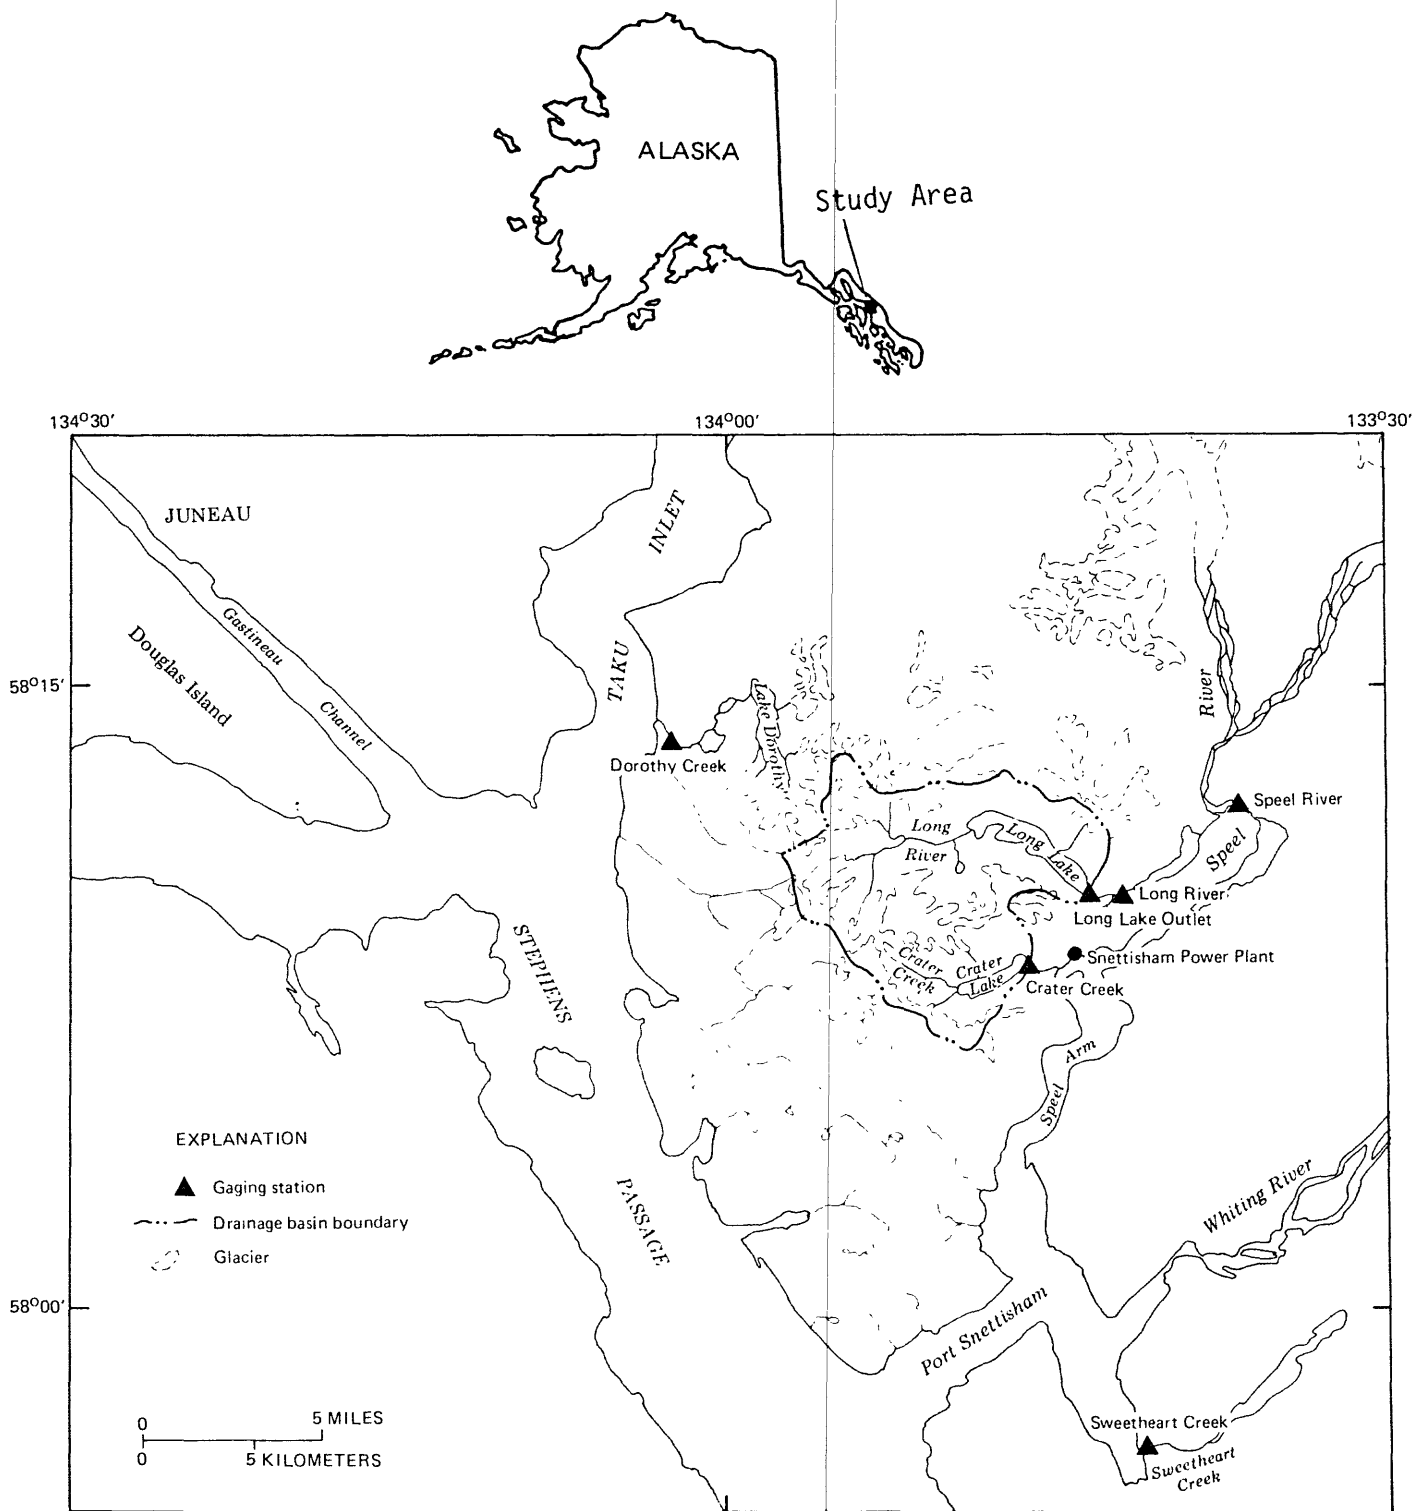 ALASKA
Study Area
134°30'
134°00'
133°30'
JUNEAU
INLET
Gastineau
Douglas Island
TAKU
River
58°15'
Channel
Lake Dorothy
Dorothy Creek
Speel River
Long
Long
Speel
River
Lake
Long River
Long Lake Outlet
STEPHENS
Crater
Crater
Snettisham Power Plant
Creek
Lake
Crater Creek
Arm
Speel
EXPLANATION
Gaging station
Whiting River
PASSAGE
Drainage basin boundary
Glacier
58°00'
Port Snettisham
0
5 MILES
Sweetheart Creek
0
5 KILOMETERS
Sweetheart
Creek